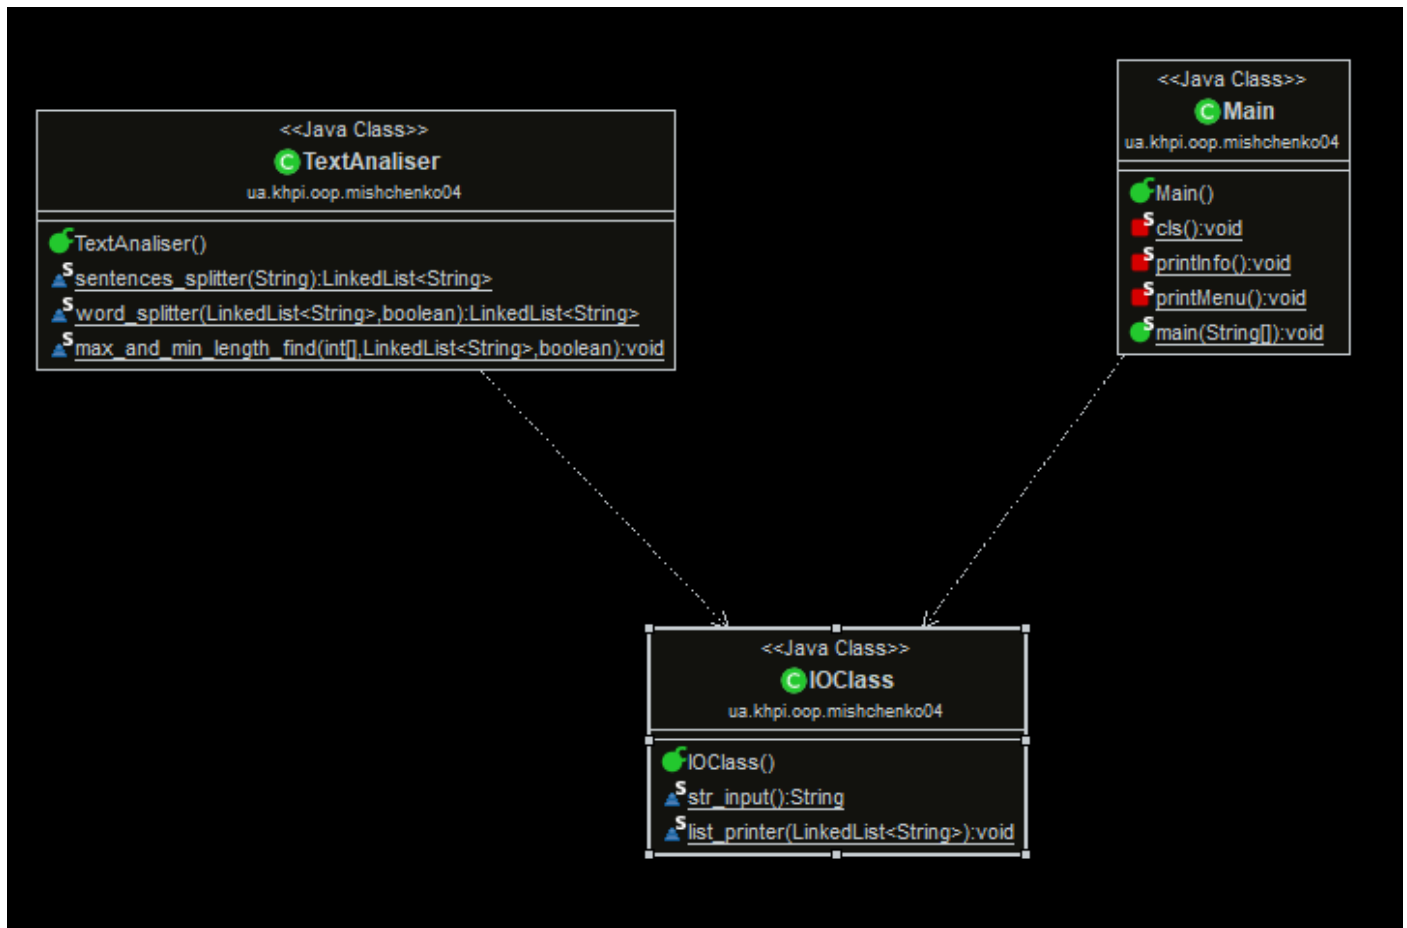 <<Java Class>>
TextAnaliser
ua.khpi.oop.mishchenko04
TextAnaliser()
sentences_splitter(String):LinkedList<String>
word_splitter(LinkedList<String>,boolean):LinkedList<String>
max_and_min_length_find(int[],LinkedList<String>,boolean):void
<<Java Class>>
Main
ua.khpi.oop.mishchenko04
Main()
cls():void
printInfo():void
printMenu():void
main(String[]):void
<<Java Class>>
IOClass
ua.khpi.oop.mishchenko04
IOClass()
str_input():String
list_printer(LinkedList<String>):void